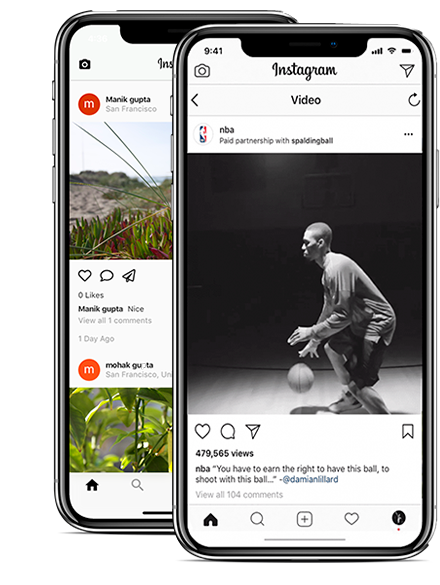 Ins
m
Manik gupta
San Francisco
0 Likes
Manik gupta Nice
View all 1 comments
1 Day Ago
m
mohak gupta
San Francisco, Un
9:41
Instagram
Video
nba
Paid partnership with spaldingball
479,565 views
nba “You have to earn the right to have this ball, to
shoot with this ball...” -@damianlillard
View all 104 comments